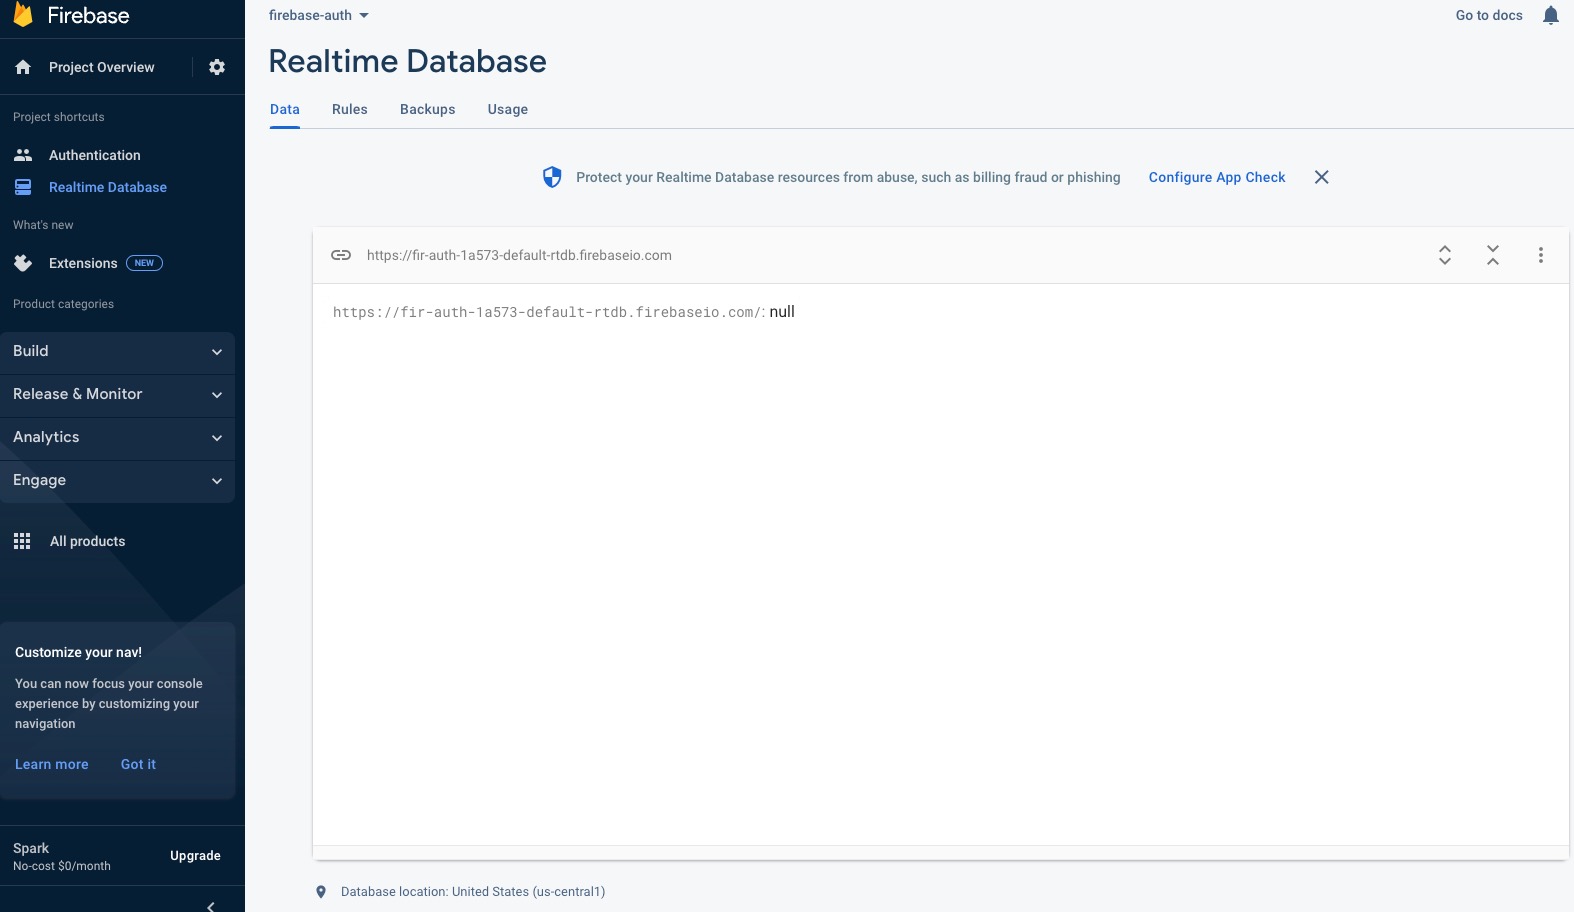 Firebase
Project Overview
Project shortcuts
Authentication
Realtime Database
What's new
Extensions NEW
Product categories
Build
Release & Monitor
Analytics
Engage
All products
Customize your nav!
You can now focus your console
experience by customizing your
navigation
Learn more Got it
Spark
No-cost $0/month
Upgrade
firebase-auth
Go to docs
Realtime Database
Data Rules Backups Usage
Protect your Realtime Database resources from abuse, such as billing fraud or phishing Configure App Check
https://fir-auth-1a573-default-rtdb.firebaseio.com
https://fir-auth-1a573-default-rtdb.firebaseio.com/: null
Database location: United States (us-central1)